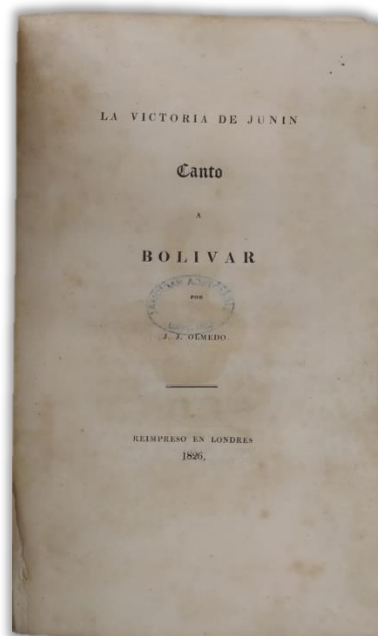 LA VICTORIA DE JUNIN
Canto
A
BOLIVAR
POR
J. J. OLMEDO
REIMPRESO EN LONDRES
1826.